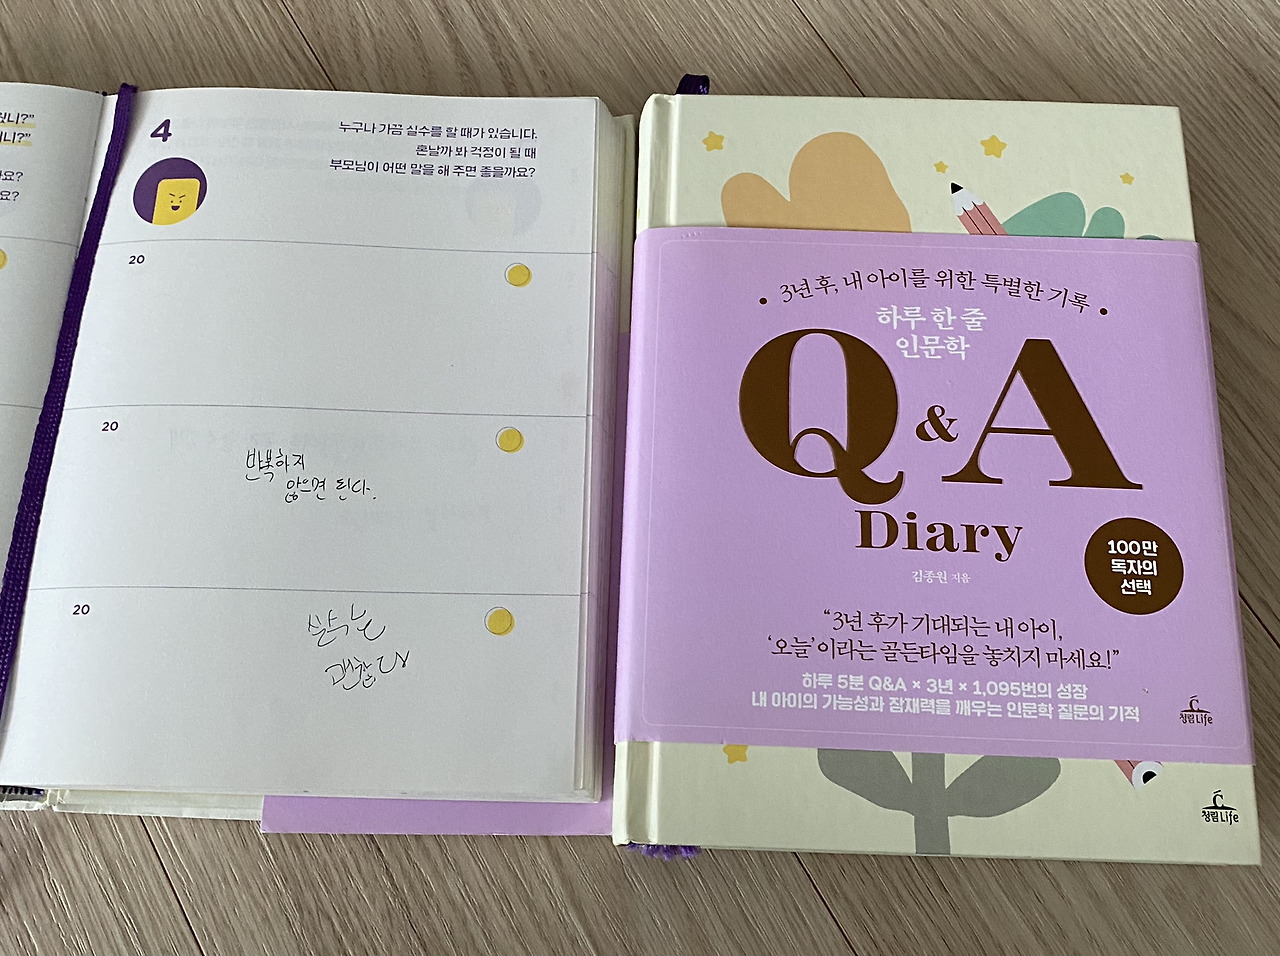 니?"
니?"
요?
요?
4
누구나 가끔 실수를 할 때가 있습니다.
혼날까 봐 걱정이 될 때
부모님이 어떤 말을 해 주면 좋을까요?
20
20
반복하지
않으면 된다.
20
실수는
괜찮다
3년 후, 내 아이를 위한 특별한 기록
하루 한 줄
인문학
Q & A
Diary
김종원 지음
100만
독자의
선택
"3년 후가 기대되는 내 아이,
'오늘'이라는 골든타임을 놓치지 마세요!"
하루 5분 Q&A × 3년 × 1,095번의 성장
내 아이의 가능성과 잠재력을 깨우는 인문학 질문의 기적
청림Life
청림Life